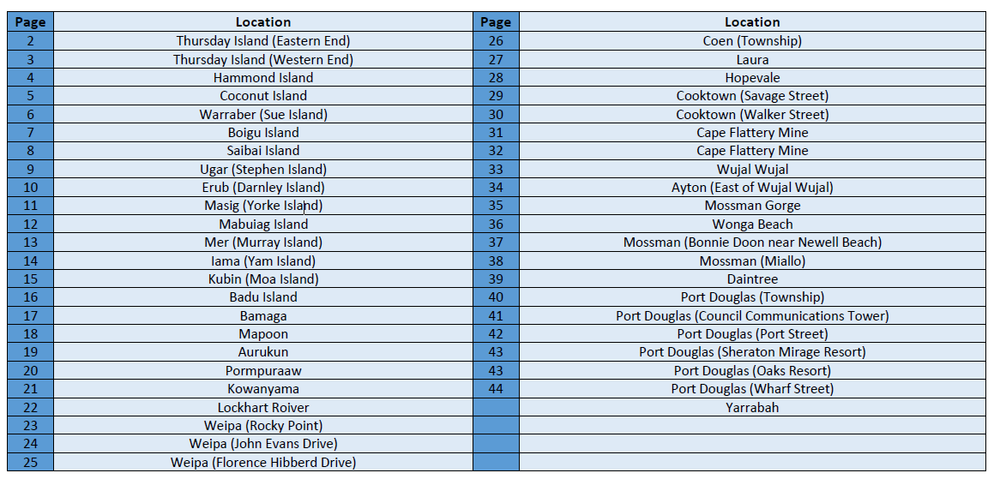 Page Location Page Location
2 Thursday Island (Eastern End) 26 Coen (Township)
3 Thursday Island (Western End) 27 Laura
4 Hammond Island 28 Hopevale
5 Coconut Island 29 Cooktown (Savage Street)
6 Warraber (Sue Island) 30 Cooktown (Walker Street)
7 Boigu Island 31 Cape Flattery Mine
8 Saibai Island 32 Cape Flattery Mine
9 Ugar (Stephen Island) 33 Wujal Wujal
10 Erub (Darnley Island) 34 Ayton (East of Wujal Wujal)
11 Masig (Yorke Island) 35 Mossman Gorge
12 Mabuiag Island 36 Wonga Beach
13 Mer (Murray Island) 37 Mossman (Bonnie Doon near Newell Beach)
14 Iama (Yam Island) 38 Mossman (Miallo)
15 Kubin (Moa Island) 39 Daintree
16 Badu Island 40 Port Douglas (Township)
17 Bamaga 41 Port Douglas (Council Communications Tower)
18 Mapoon 42 Port Douglas (Port Street)
19 Aurukun 43 Port Douglas (Sheraton Mirage Resort)
20 Pormpuraaw 43 Port Douglas (Oaks Resort)
21 Kowanyama 44 Port Douglas (Wharf Street)
22 Lockhart Roiver Yarrabah
23 Weipa (Rocky Point)
24 Weipa (John Evans Drive)
25 Weipa (Florence Hibberd Drive)